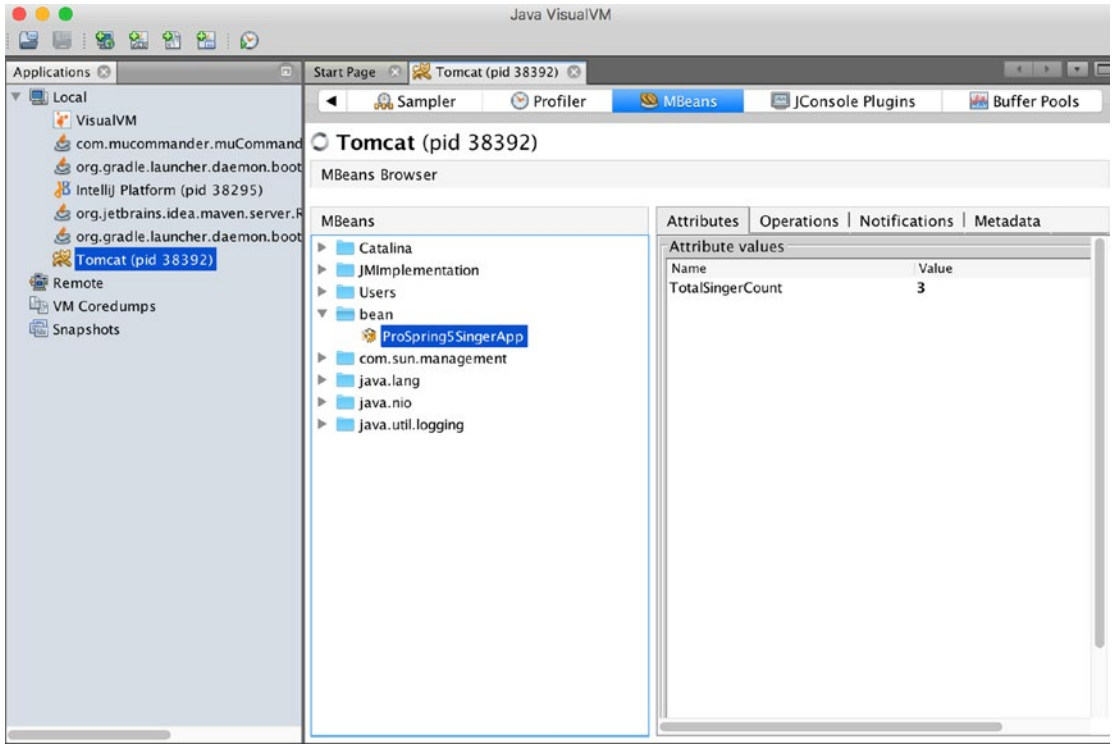 Java VisualVM
Applications
Local
VisualVM
com.mucommander.muCommand
org.gradle.launcher.daemon.boot
IntelliJ Platform (pid 38295)
org.jetbrains.idea.maven.server.R
org.gradle.launcher.daemon.boot
Tomcat (pid 38392)
Remote
VM Coredumps
Snapshots
Start Page Tomcat (pid 38392)
Sampler Profiler MBeans JConsole Plugins Buffer Pools
Tomcat (pid 38392)
MBeans Browser
MBeans
Catalina
JMImplementation
Users
bean
ProSpring5SingerApp
com.sun.management
java.lang
java.nio
java.util.logging
Attributes Operations Notifications Metadata
Attribute values
Name Value
TotalSingerCount 3